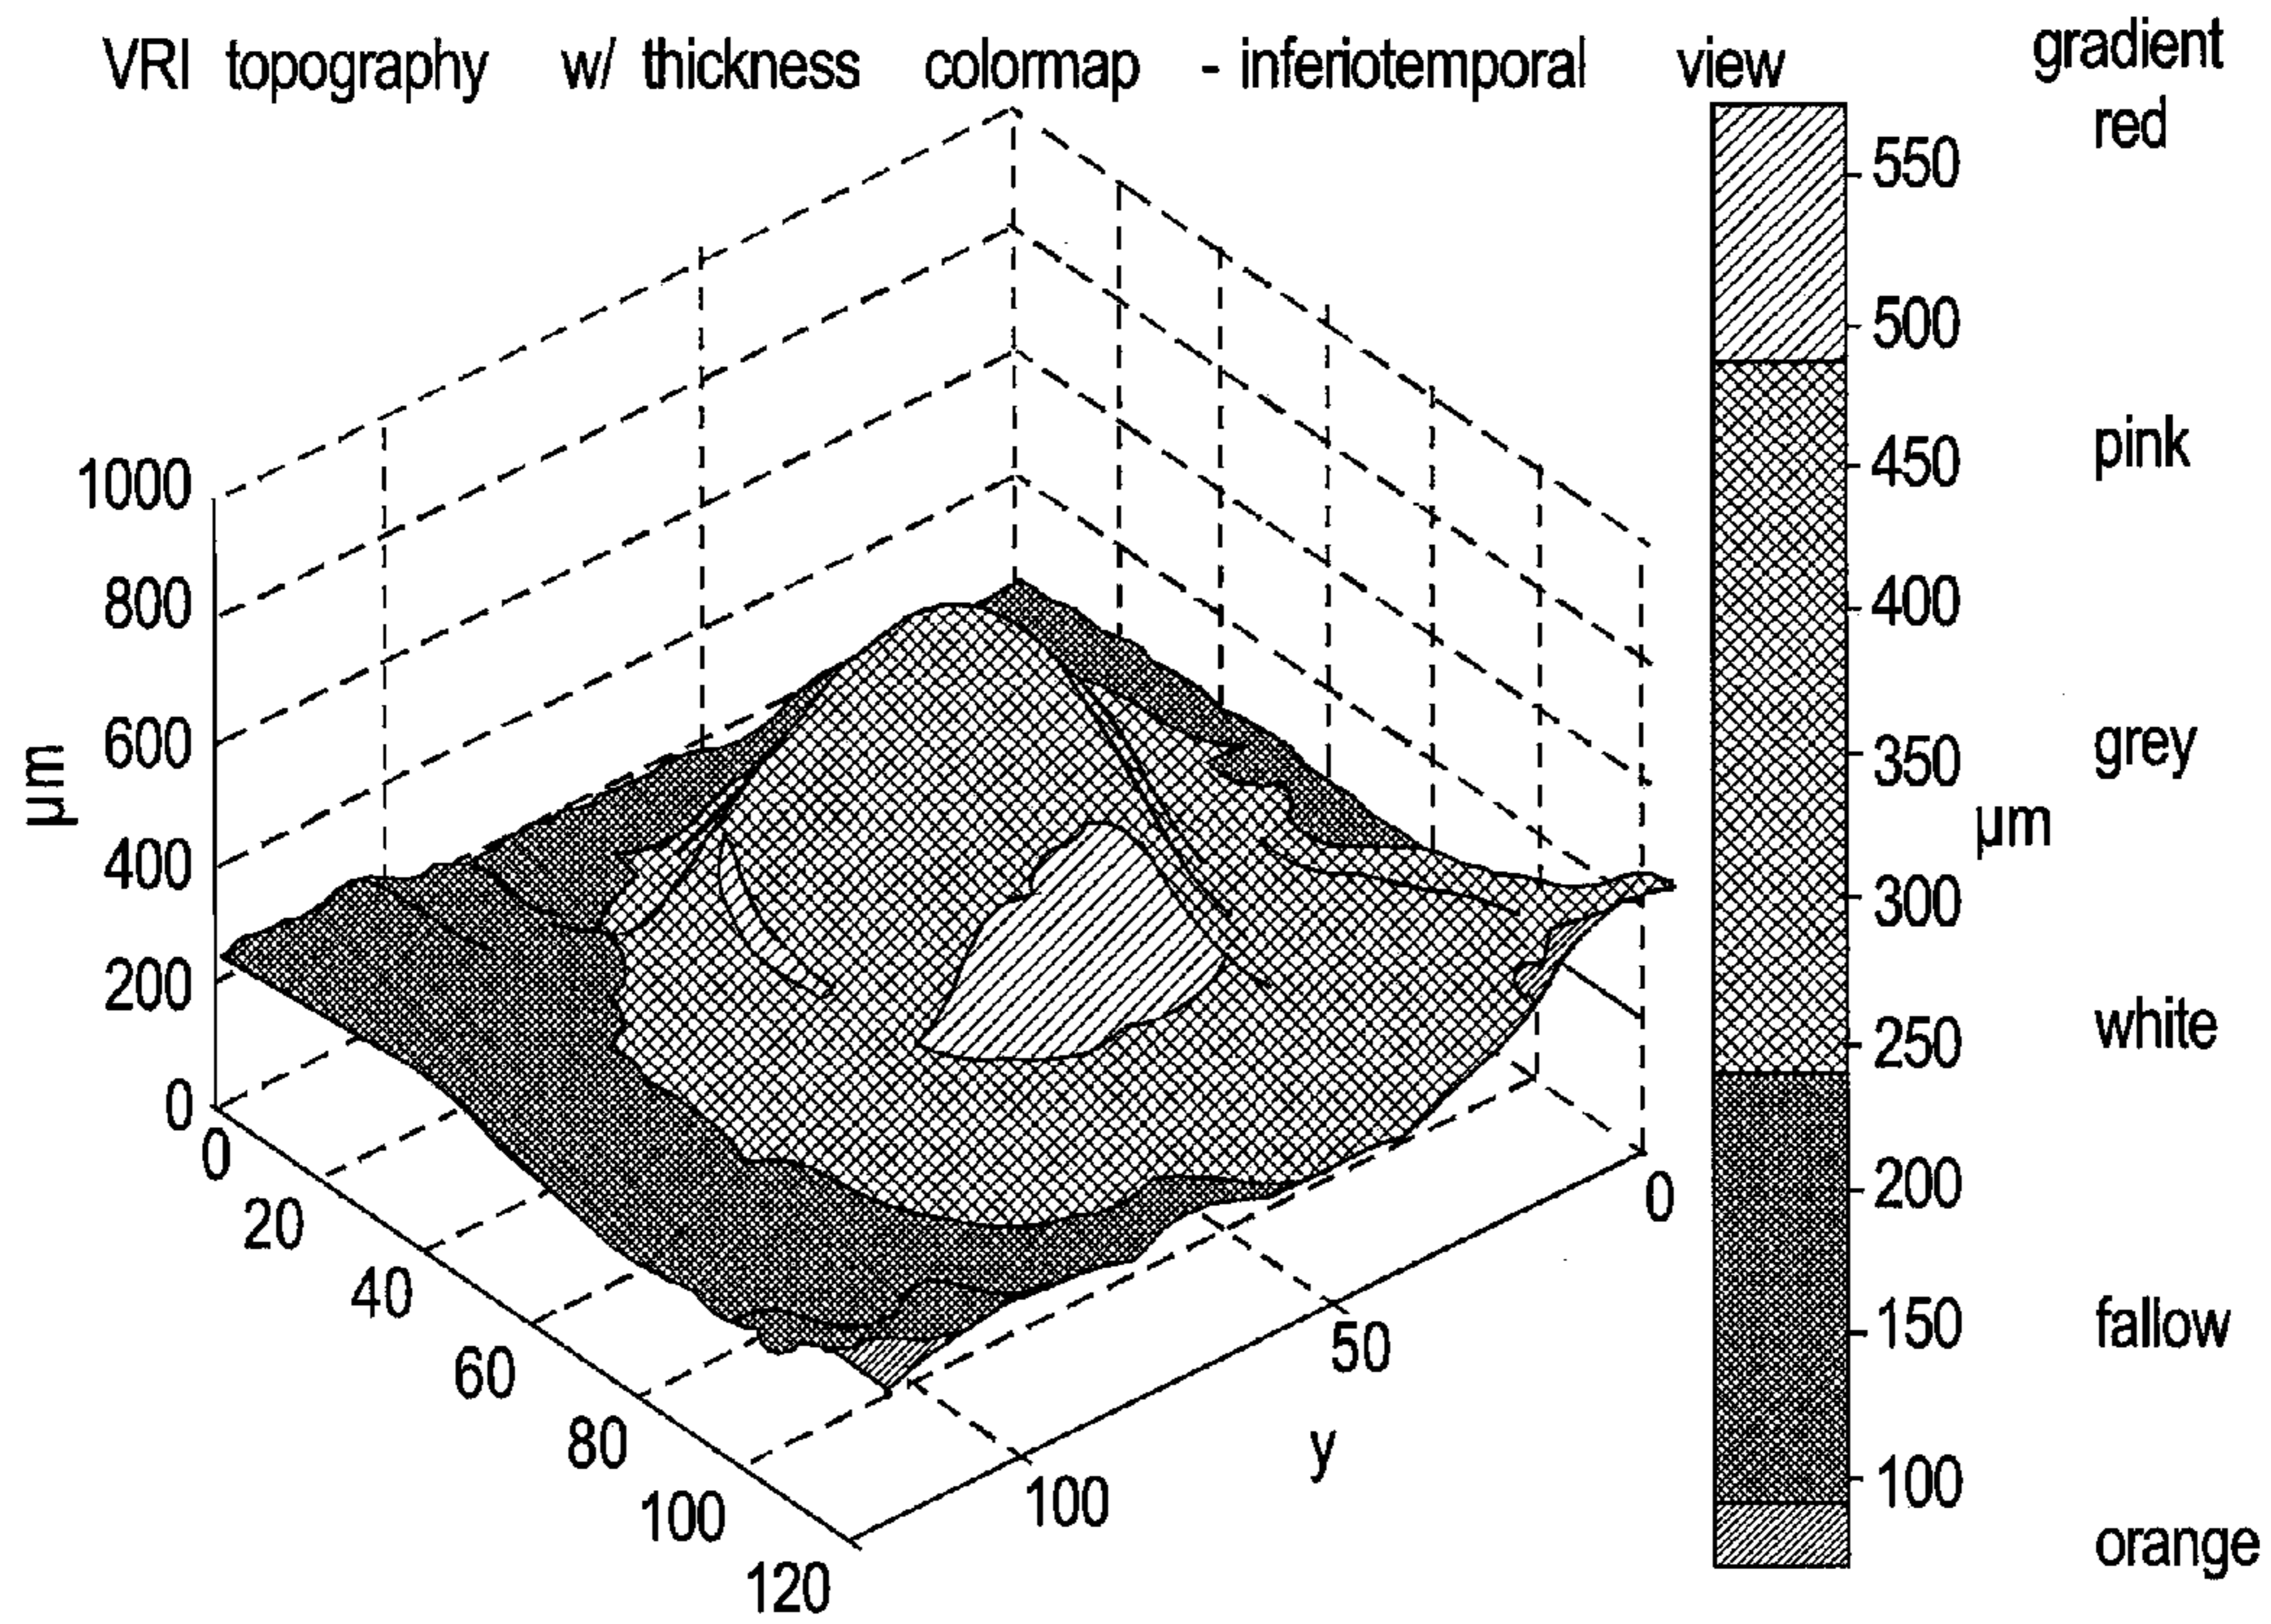 VRI topography w/ thickness colormap - inferiotemporal view
gradient
red
550
500
pink
450
400
grey
350
µm
300
white
250
200
fallow
150
100
orange
1000
800
600
400
200
0
µm
0
20
40
60
80
100
120
0
50
100
y